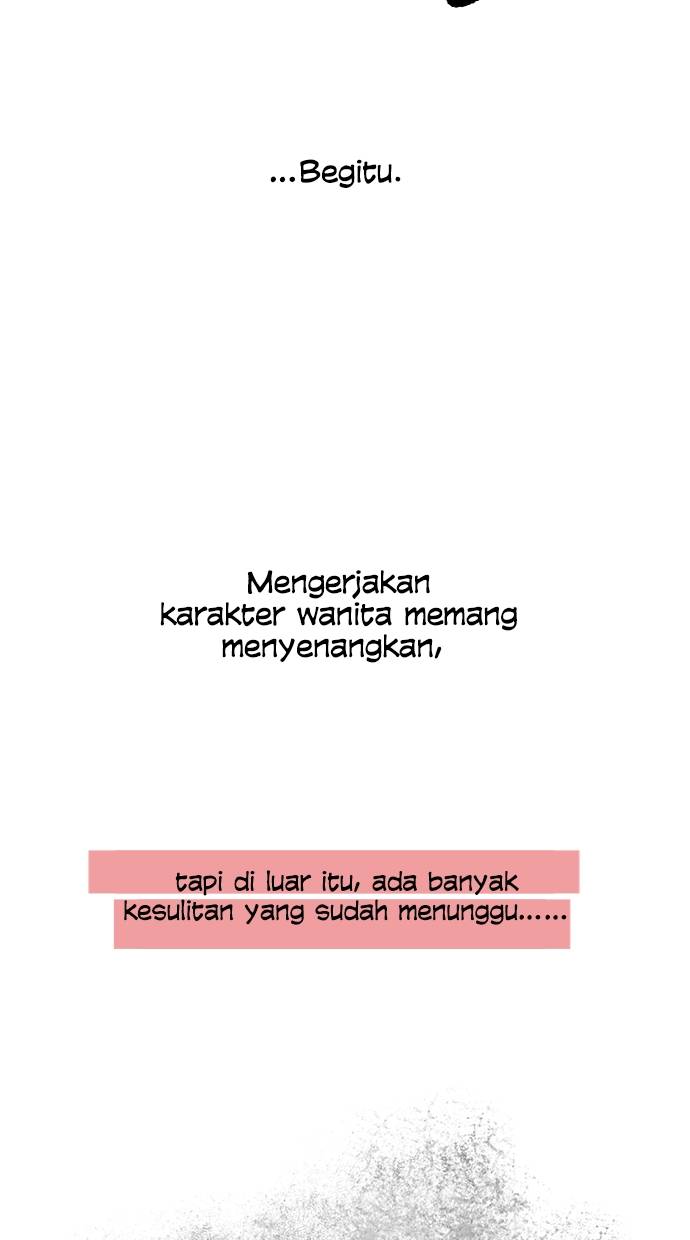 ...Begitu.
Mengerjakan
karakter wanita memang
menyenangkan,
tapi di luar itu, ada banyak
kesulitan yang sudah menunggu......